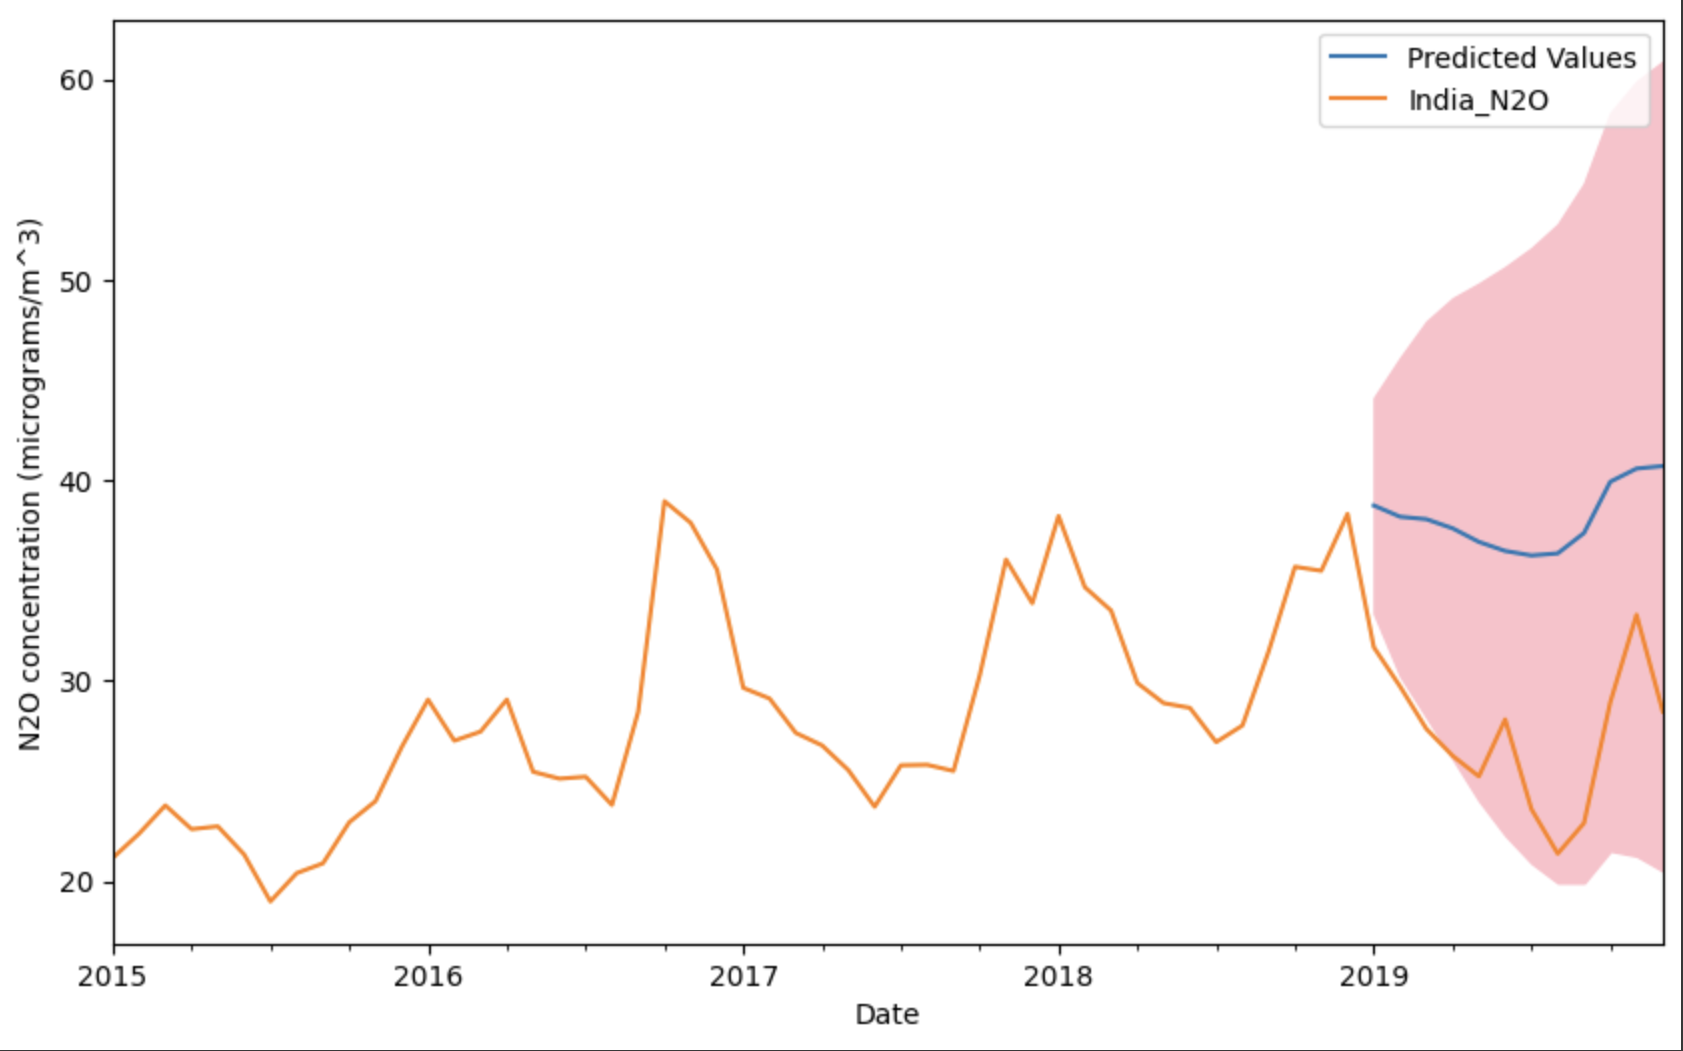 Predicted Values
India_N2O
N2O concentration (micrograms/m^3)
60
50
40
30
20
2015 2016 2017 2018 2019
Date